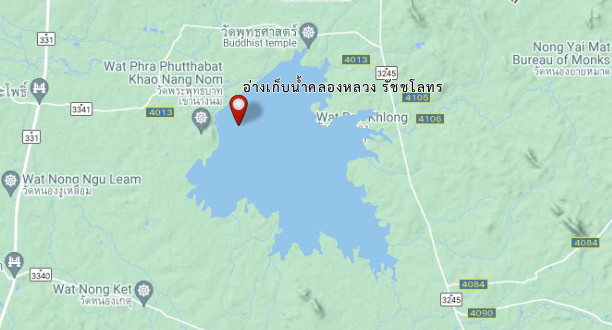 วัดพุทธศาสตร์
Buddhist temple
331
4013
Nong Yai Mat
Bureau of Monks
วัดหนองยายหมาด
Wat Phra Phutthabat
Khao Nang Nom
วัดพระพุทธบาท
เขานางนม
3245
อ่างเก็บน้ำคลองหลวง รัชชโลทร
4105
3341
4013
Khlong
4106
331
Wat Nong Ngu Leam
วัดหนองงูเหลือม
4084
3340
Wat Nong Ket
วัดหนองเกตุ
4084
3245
4090